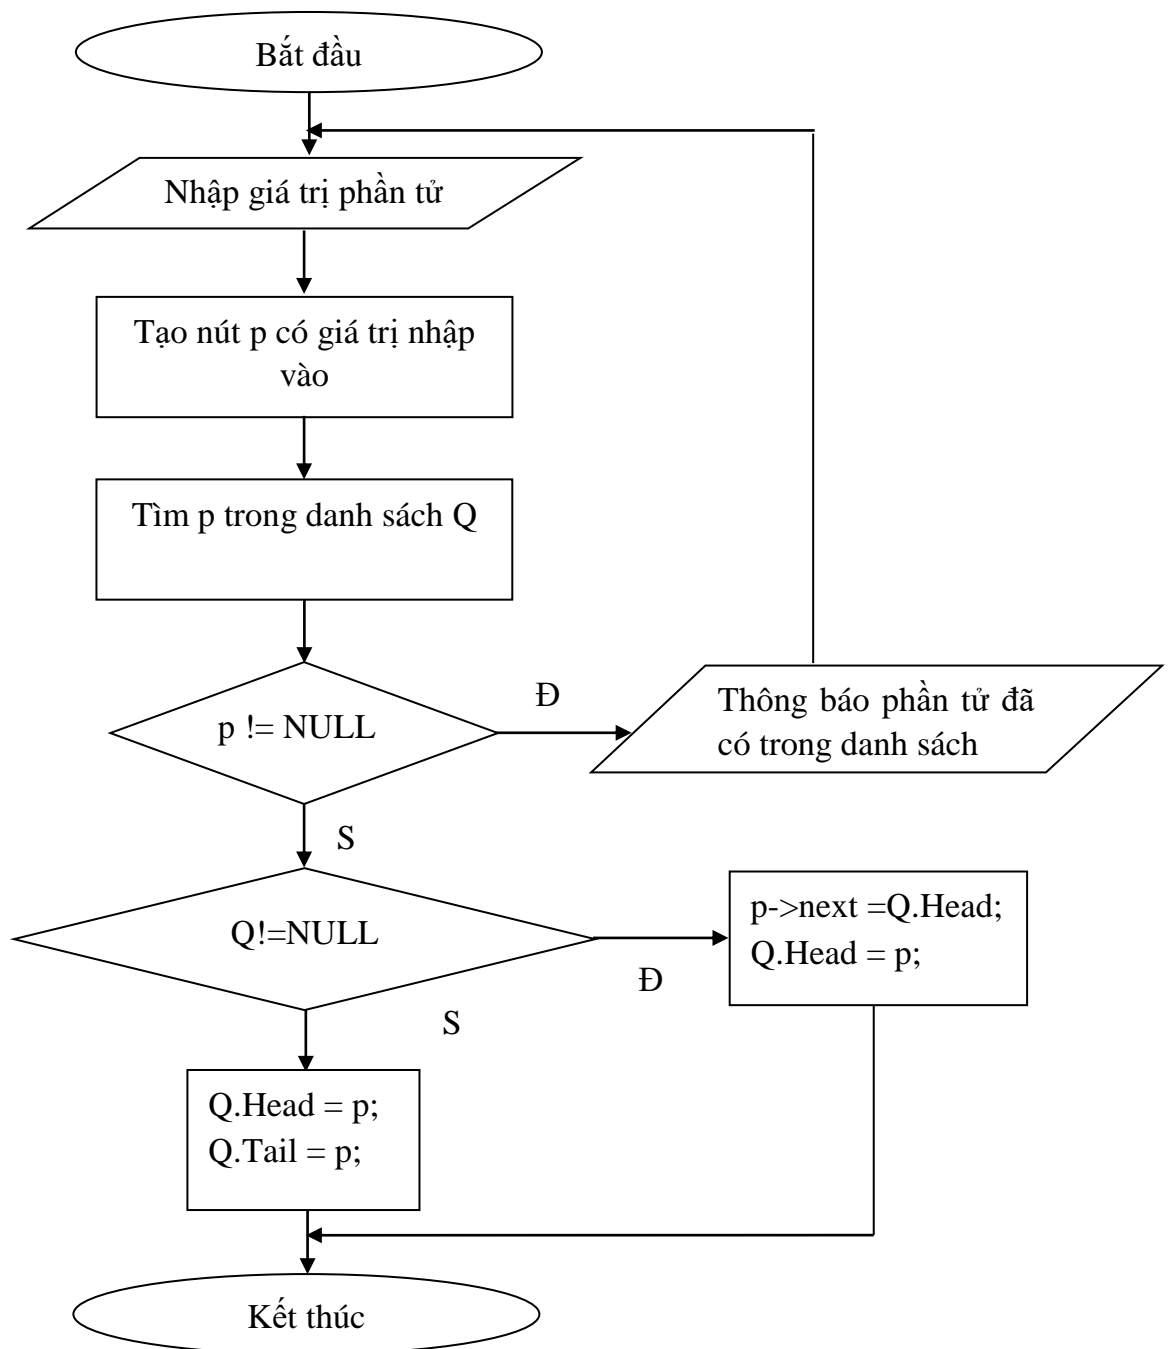 Bắt đầu
Nhập giá trị phần tử
Tạo nút p có giá trị nhập
vào
Tìm p trong danh sách Q
p != NULL
Đ
Thông báo phần tử đã
có trong danh sách
S
Q!=NULL
Đ
p->next =Q.Head;
Q.Head = p;
S
Q.Head = p;
Q.Tail = p;
Kết thúc